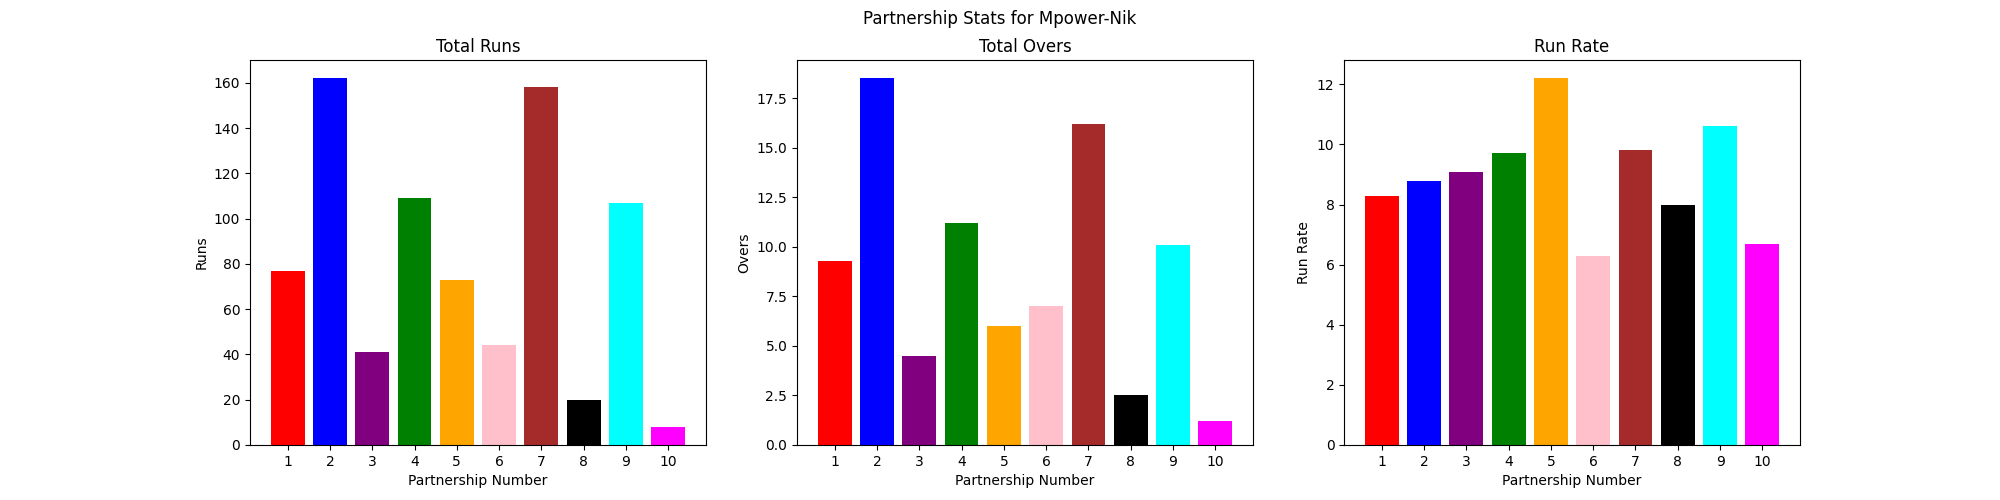 Partnership Stats for Mpower-Nik
Total Runs
160
140
120
100
80
60
40
20
0
Runs
1 2 3 4 5 6 7 8 9 10
Partnership Number
Total Overs
17.5
15.0
12.5
10.0
7.5
5.0
2.5
0.0
Overs
1 2 3 4 5 6 7 8 9 10
Partnership Number
Run Rate
12
10
8
6
4
2
0
Run Rate
1 2 3 4 5 6 7 8 9 10
Partnership Number